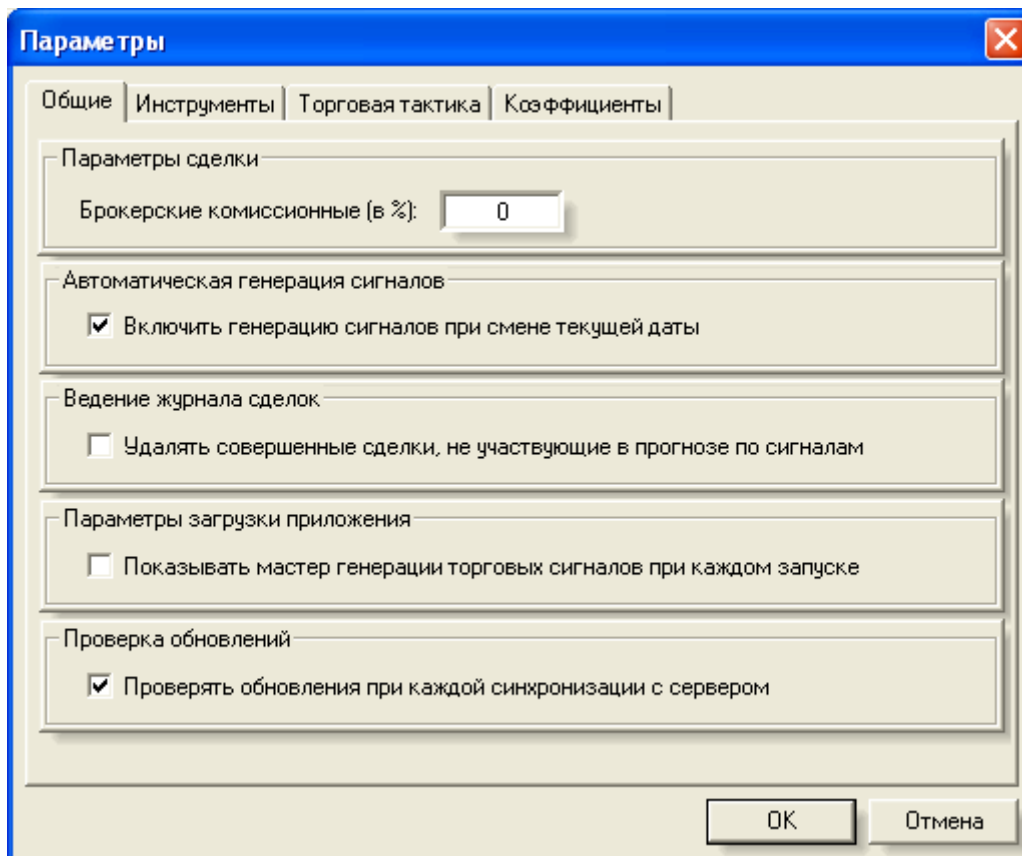 Параметры
Общие Инструменты Торговая тактика Коэффициенты
Параметры сделки
Брокерские комиссионные (в %): 0
Автоматическая генерация сигналов
Включить генерацию сигналов при смене текущей даты
Ведение журнала сделок
Удалять совершенные сделки, не участвующие в прогнозе по сигналам
Параметры загрузки приложения
Показывать мастер генерации торговых сигналов при каждом запуске
Проверка обновлений
Проверять обновления при каждой синхронизации с сервером
OK Отмена